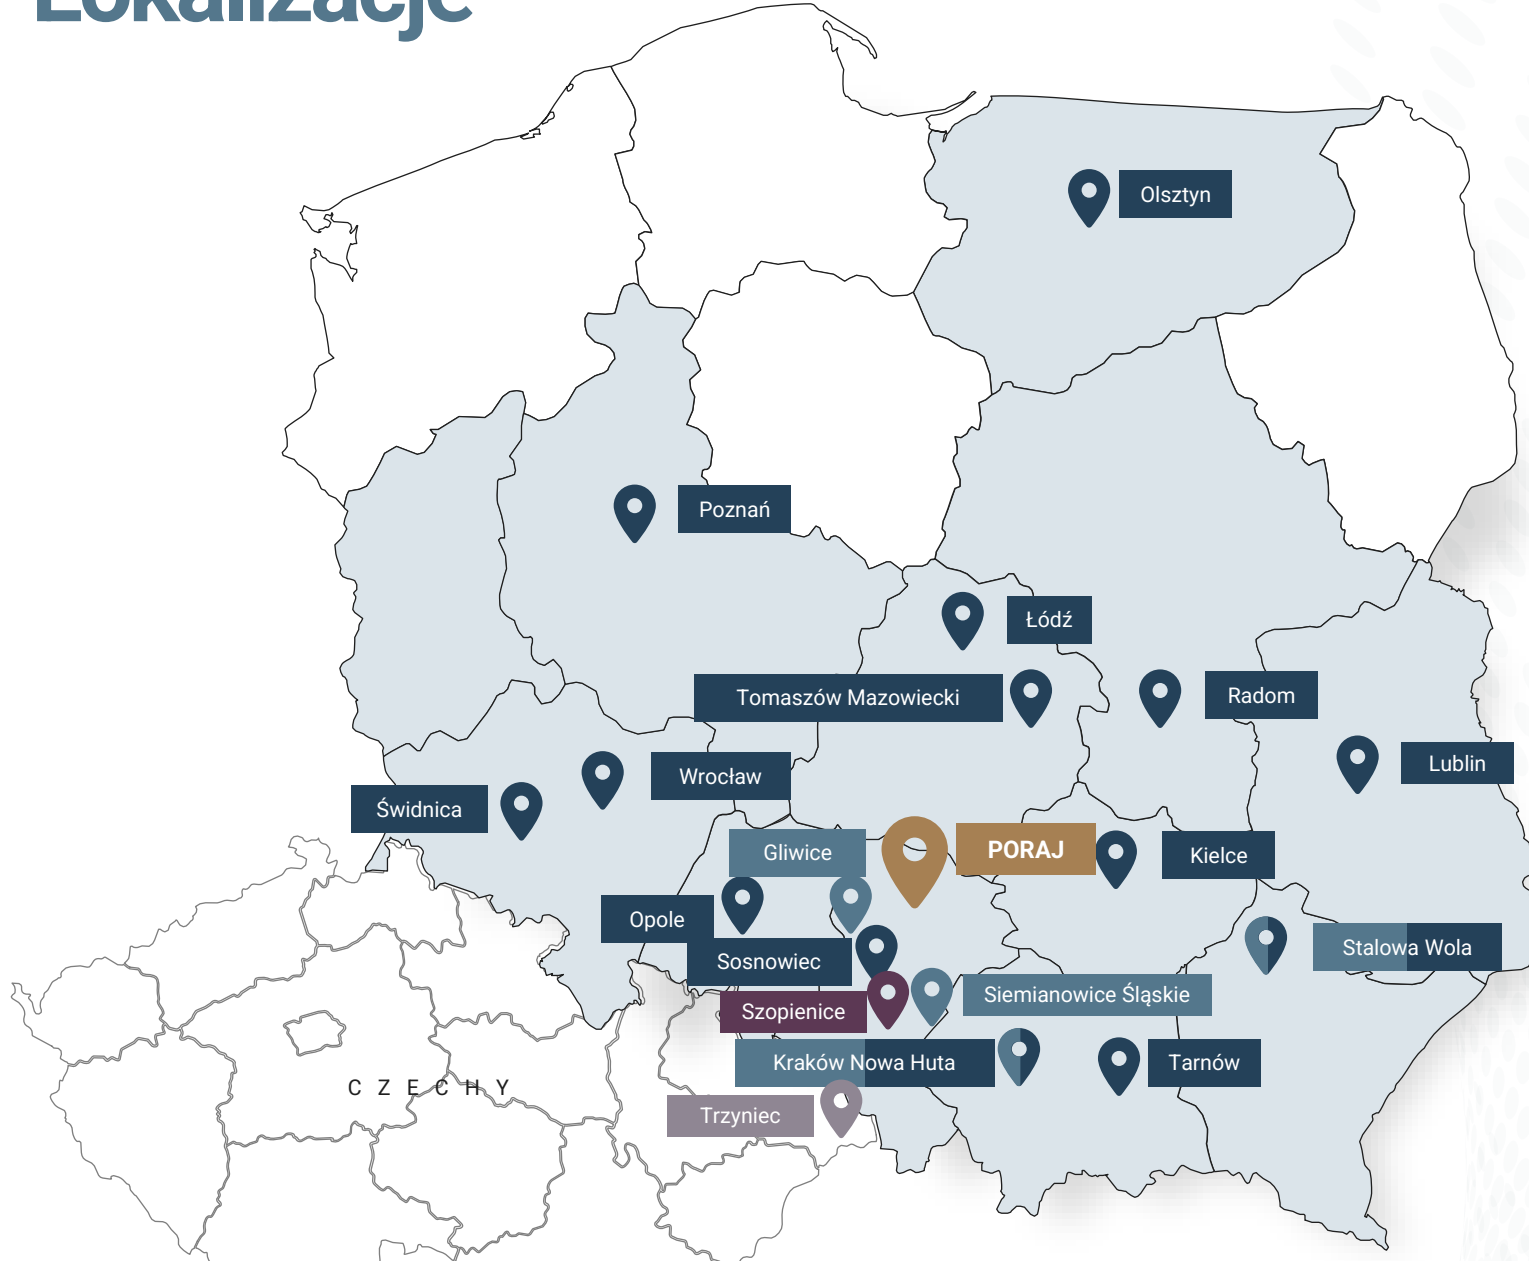 Lokalizacje
Olsztyn
Poznań
Łódź
Tomaszów Mazowiecki
Radom
Lublin
Wrocław
Świdnica
Gliwice
PORAJ
Kielce
Opole
Stalowa Wola
Sosnowiec
Siemianowice Śląskie
Szopienice
Kraków Nowa Huta
Tarnów
CZECHY
Trzyniec